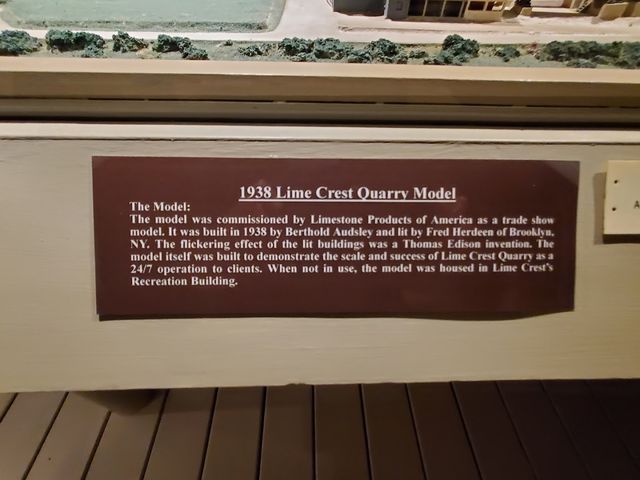 1938 Lime Crest Quarry Model
The Model:
The model was commissioned by Limestone Products of America as a trade show
model. It was built in 1938 by Berthold Audsley and lit by Fred Herdeen of Brooklyn,
NY. The flickering effect of the lit buildings was a Thomas Edison invention. The
model itself was built to demonstrate the scale and success of Lime Crest Quarry as a
24/7 operation to clients. When not in use, the model was housed in Lime Crest's
Recreation Building.
A